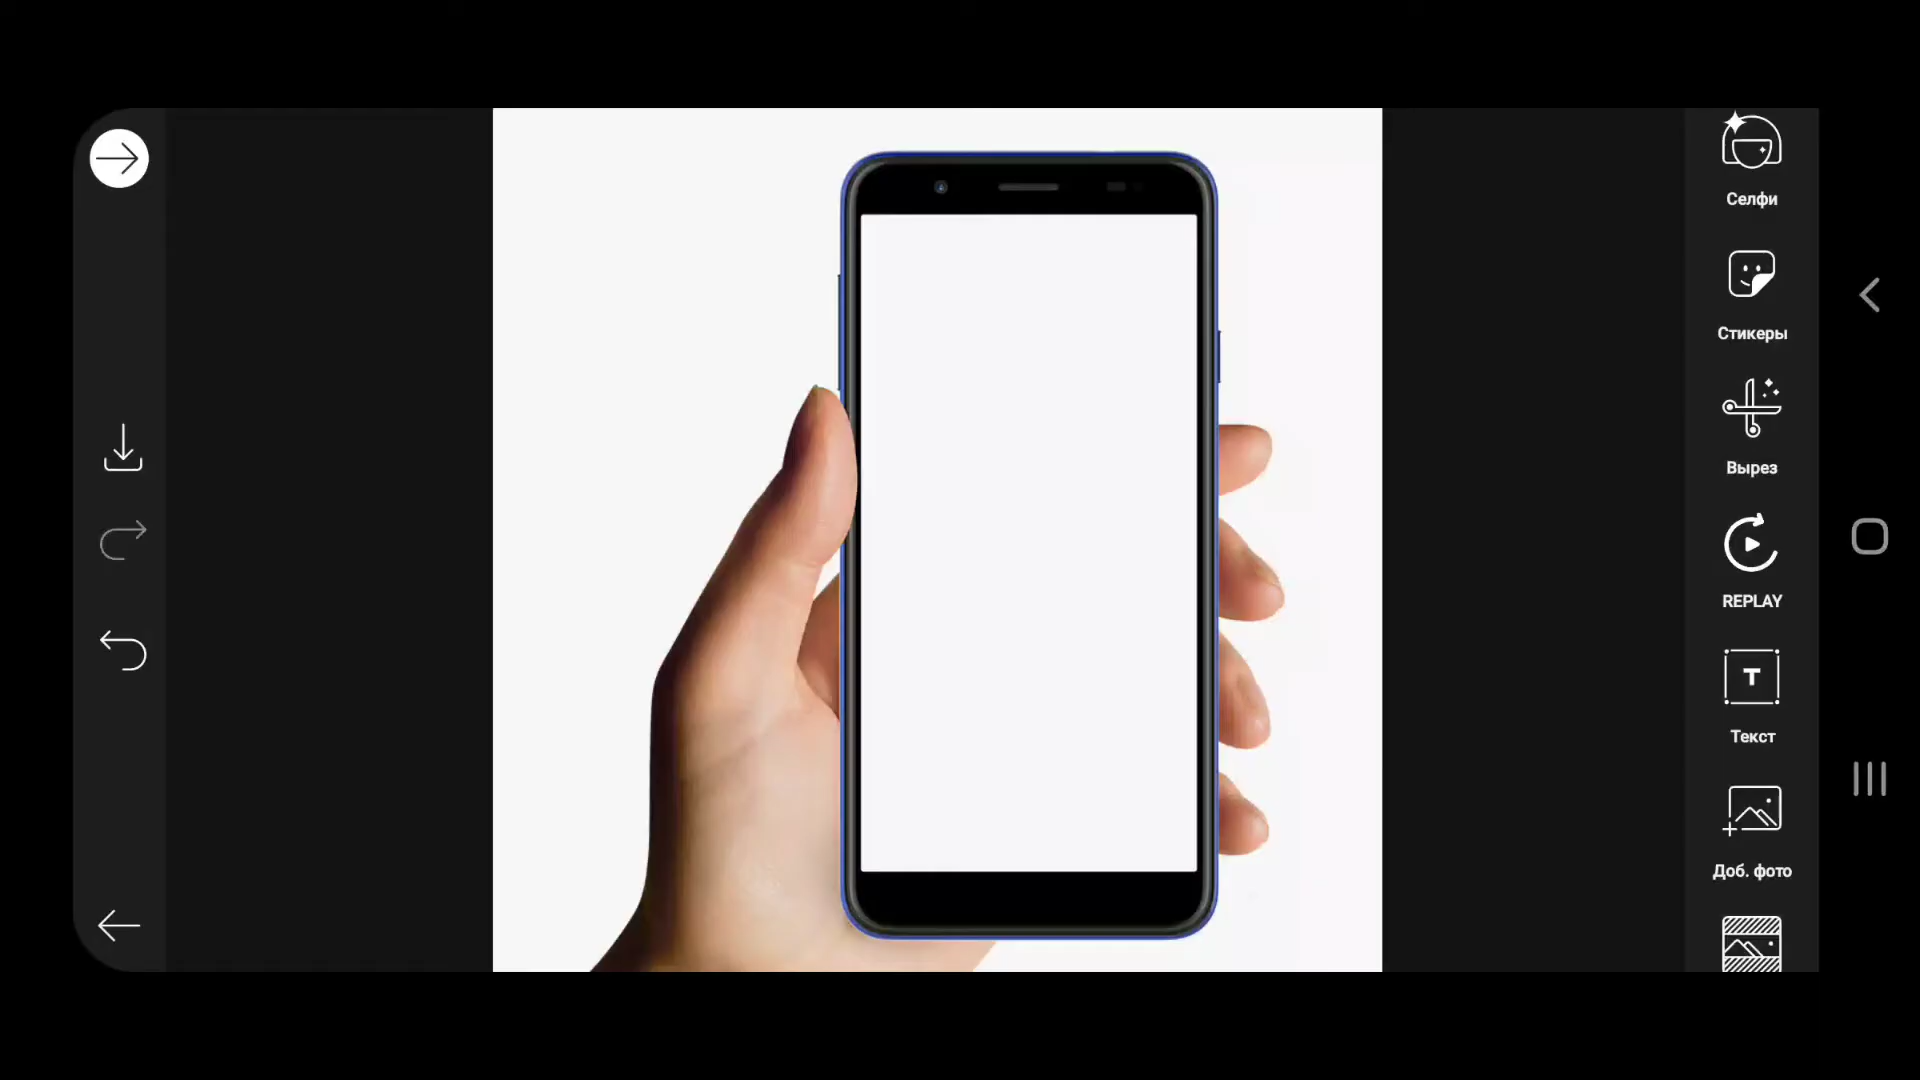 Селфи
Стикеры
Вырез
REPLAY
T
Текст
Доб. фото